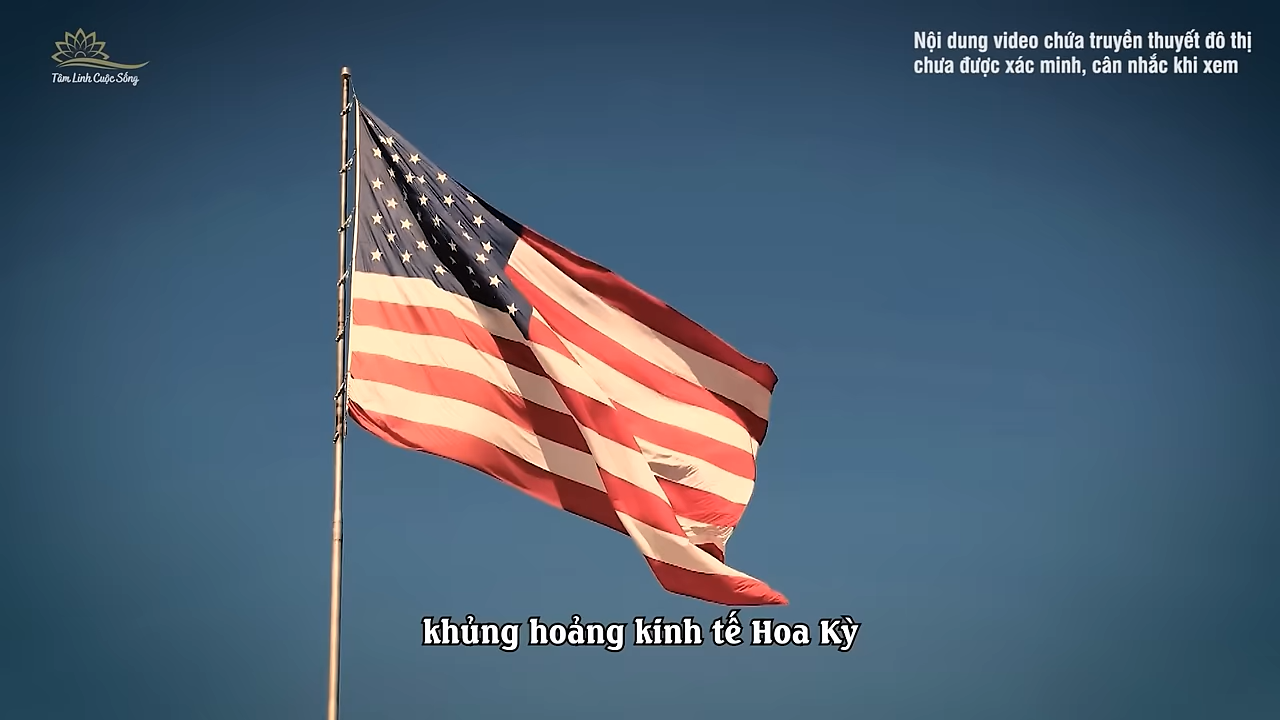 Tâm Linh Cuộc Sống
Nội dung video chứa truyền thuyết đô thị
chưa được xác minh, cân nhắc khi xem
khủng hoảng kinh tế Hoa Kỳ